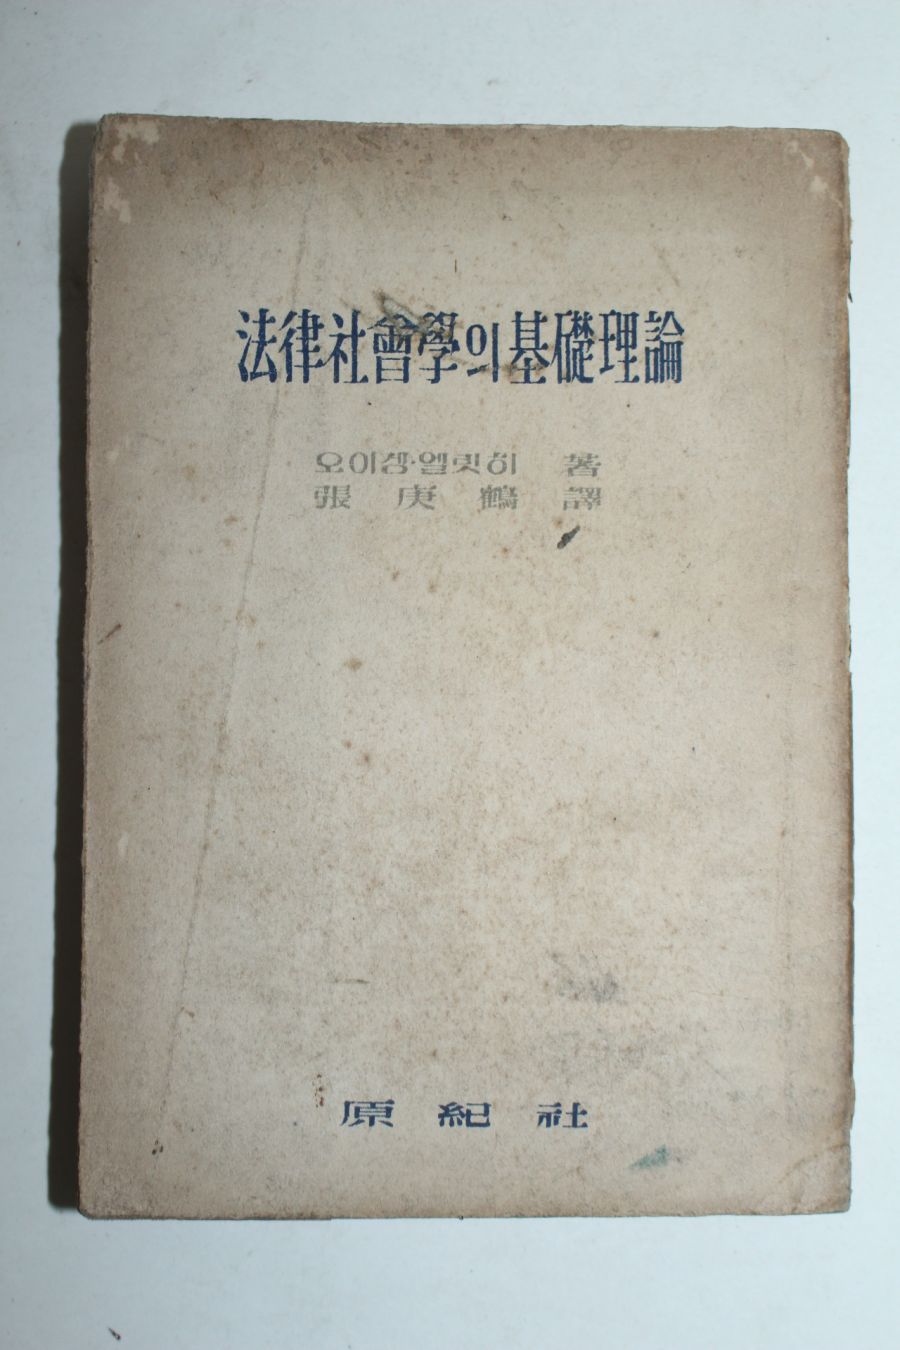 法律社會學의基礎理論
오이겐·엘릿히 著
張庚鶴 譯
原紀社